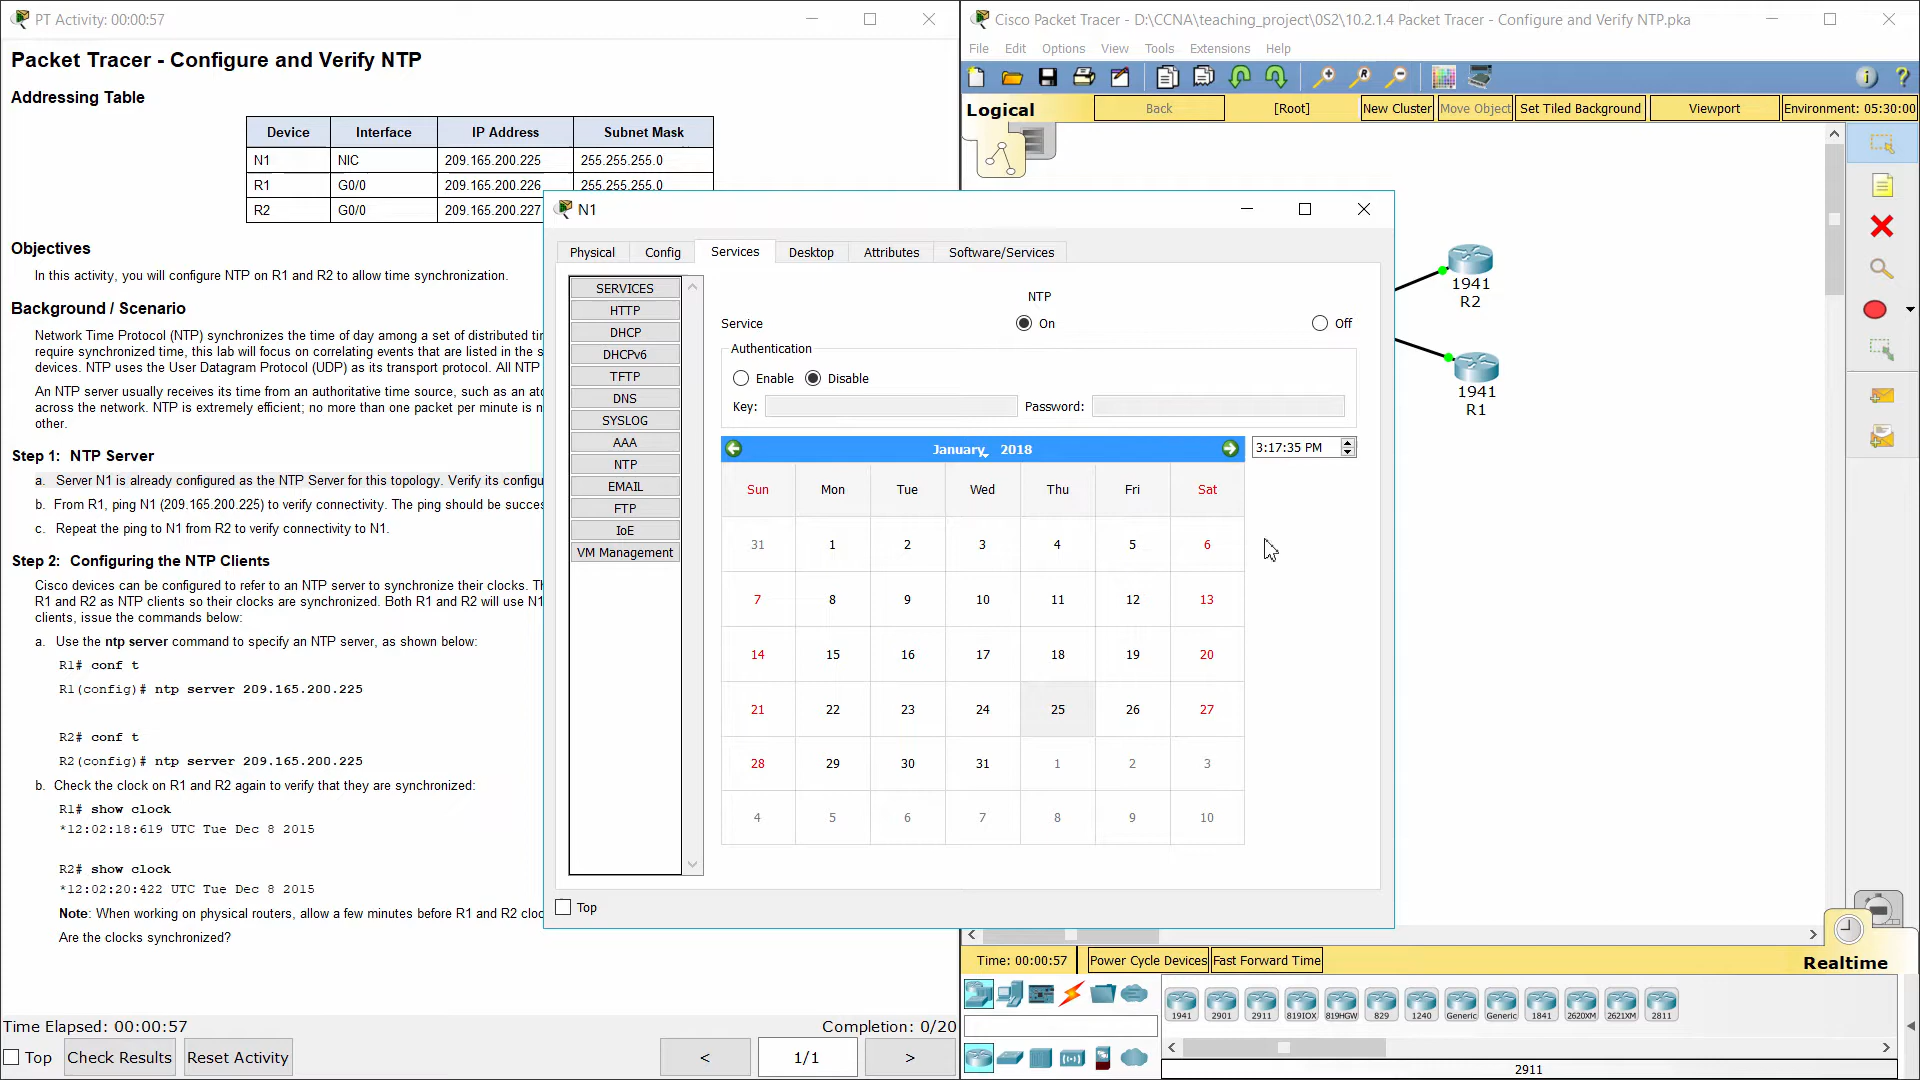 PT Activity: 00:00:57
Packet Tracer - Configure and Verify NTP
Addressing Table
Device Interface IP Address Subnet Mask
N1 NIC 209.165.200.225 255.255.255.0
R1 G0/0 209.165.200.226 255.255.255.0
R2 G0/0 209.165.200.227
Objectives
In this activity, you will configure NTP on R1 and R2 to allow time synchronization.
Background / Scenario
Network Time Protocol (NTP) synchronizes the time of day among a set of distributed
require synchronized time, this lab will focus on correlating events that are listed in the
devices. NTP uses the User Datagram Protocol (UDP) as its transport protocol. All NTP
An NTP server usually receives its time from an authoritative time source, such as an
across the network. NTP is extremely efficient; no more than one packet per minute is
other.
Step 1: NTP Server
a. Server N1 is already configured as the NTP Server for this topology. Verify its
b. From R1, ping N1 (209.165.200.225) to verify connectivity. The ping should be
c. Repeat the ping to N1 from R2 to verify connectivity to N1.
Step 2: Configuring the NTP Clients
Cisco devices can be configured to refer to an NTP server to synchronize their clocks.
R1 and R2 as NTP clients so their clocks are synchronized. Both R1 and R2 will use N1
clients, issue the commands below:
a. Use the ntp server command to specify an NTP server, as shown below:
R1# conf t
R1(config)# ntp server 209.165.200.225
R2# conf t
R2(config)# ntp server 209.165.200.225
b. Check the clock on R1 and R2 again to verify that they are synchronized:
R1# show clock
*12:02:18:619 UTC Tue Dec 8 2015
R2# show clock
*12:02:20:422 UTC Tue Dec 8 2015
Note: When working on physical routers, allow a few minutes before R1 and R2
Are the clocks synchronized?
Time Elapsed: 00:00:57 Completion: 0/20
Top Check Results Reset Activity < 1/1 >
N1
Physical Config Services Desktop Attributes Software/Services
SERVICES
HTTP
DHCP
DHCPv6
TFTP
DNS
SYSLOG
AAA
NTP
EMAIL
FTP
IoE
VM Management
NTP
Service On Off
Authentication
Enable Disable
Key: Password:
January, 2018 3:17:35 PM
Sun Mon Tue Wed Thu Fri Sat
31 1 2 3 4 5 6
7 8 9 10 11 12 13
14 15 16 17 18 19 20
21 22 23 24 25 26 27
28 29 30 31 1 2 3
4 5 6 7 8 9 10
Top
Cisco Packet Tracer - D:\CCNA\teaching_project\0S2\10.2.1.4 Packet Tracer - Configure and Verify NTP.pka
File Edit Options View Tools Extensions Help
Logical Back [Root] New Cluster Move Object Set Tiled Background Viewport Environment: 05:30:00
1941
R2
1941
R1
Time: 00:00:57 Power Cycle Devices Fast Forward Time Realtime
1941 2901 2911 819IOX 819HGW 829 1240 Generic Generic 1841 2620XM 2621XM 2811
2911